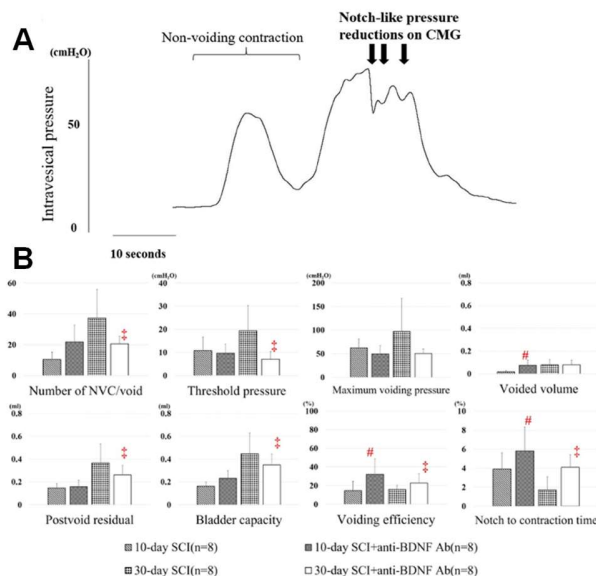 A
(cmH₂O)
Non-voiding contraction
Notch-like pressure
reductions on CMG
Intravesical pressure
50
0
10 seconds
B
60
40
20
0
‡
Number of NVC/void
(cmH₂O)
40
30
20
10
0
‡
Threshold pressure
(cmH₂O)
200
150
100
50
0
Maximum voiding pressure
(ml)
0.8
0.6
0.4
0.2
0
#
Voided volume
(ml)
0.6
0.4
0.2
0
‡
Postvoid residual
(ml)
0.8
0.6
0.4
0.2
0
‡
Bladder capacity
(%)
100
80
60
40
20
0
#
‡
Voiding efficiency
(%)
10
8
6
4
2
0
#
‡
Notch to contraction time
10-day SCI(n=8)
10-day SCI+anti-BDNF Ab(n=8)
30-day SCI(n=8)
30-day SCI+anti-BDNF Ab(n=8)